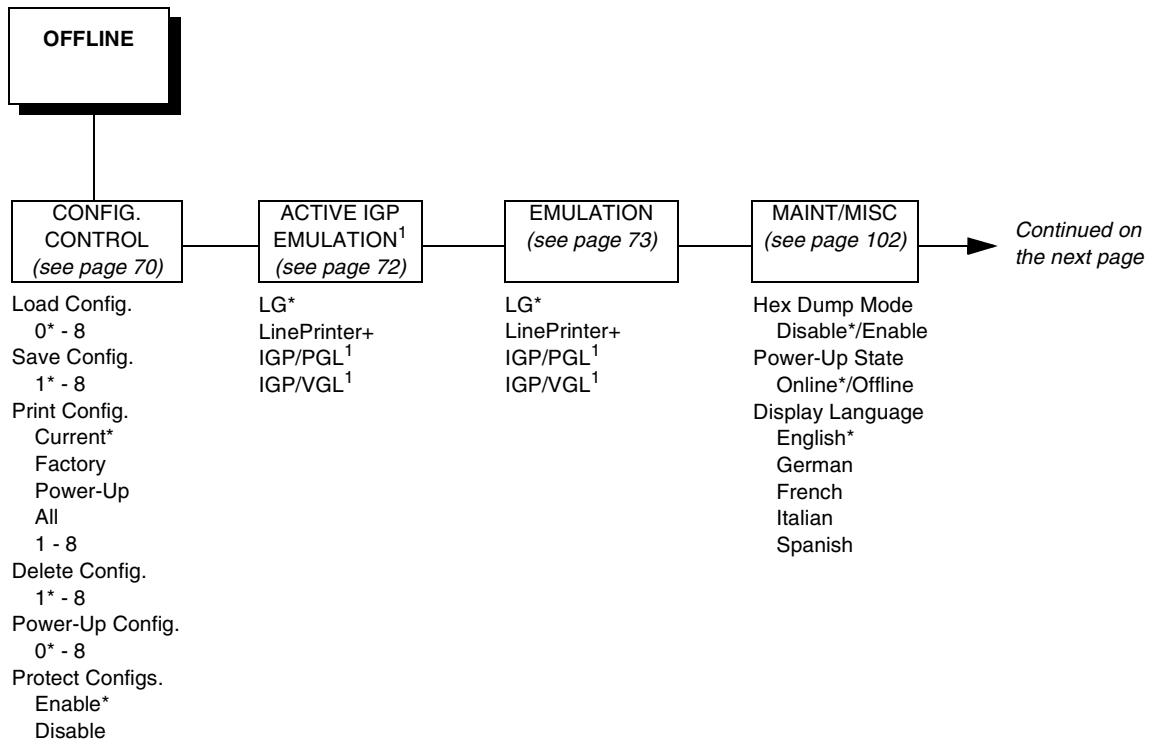 OFFLINE
CONFIG.
CONTROL
(see page 70)
Load Config.
0* - 8
Save Config.
1* - 8
Print Config.
Current*
Factory
Power-Up
All
1 - 8
Delete Config.
1* - 8
Power-Up Config.
0* - 8
Protect Configs.
Enable*
Disable
ACTIVE IGP
EMULATION1
(see page 72)
LG*
LinePrinter+
IGP/PGL1
IGP/VGL1
EMULATION
(see page 73)
LG*
LinePrinter+
IGP/PGL1
IGP/VGL1
MAINT/MISC
(see page 102)
Hex Dump Mode
Disable*/Enable
Power-Up State
Online*/Offline
Display Language
English*
German
French
Italian
Spanish
Continued on
the next page